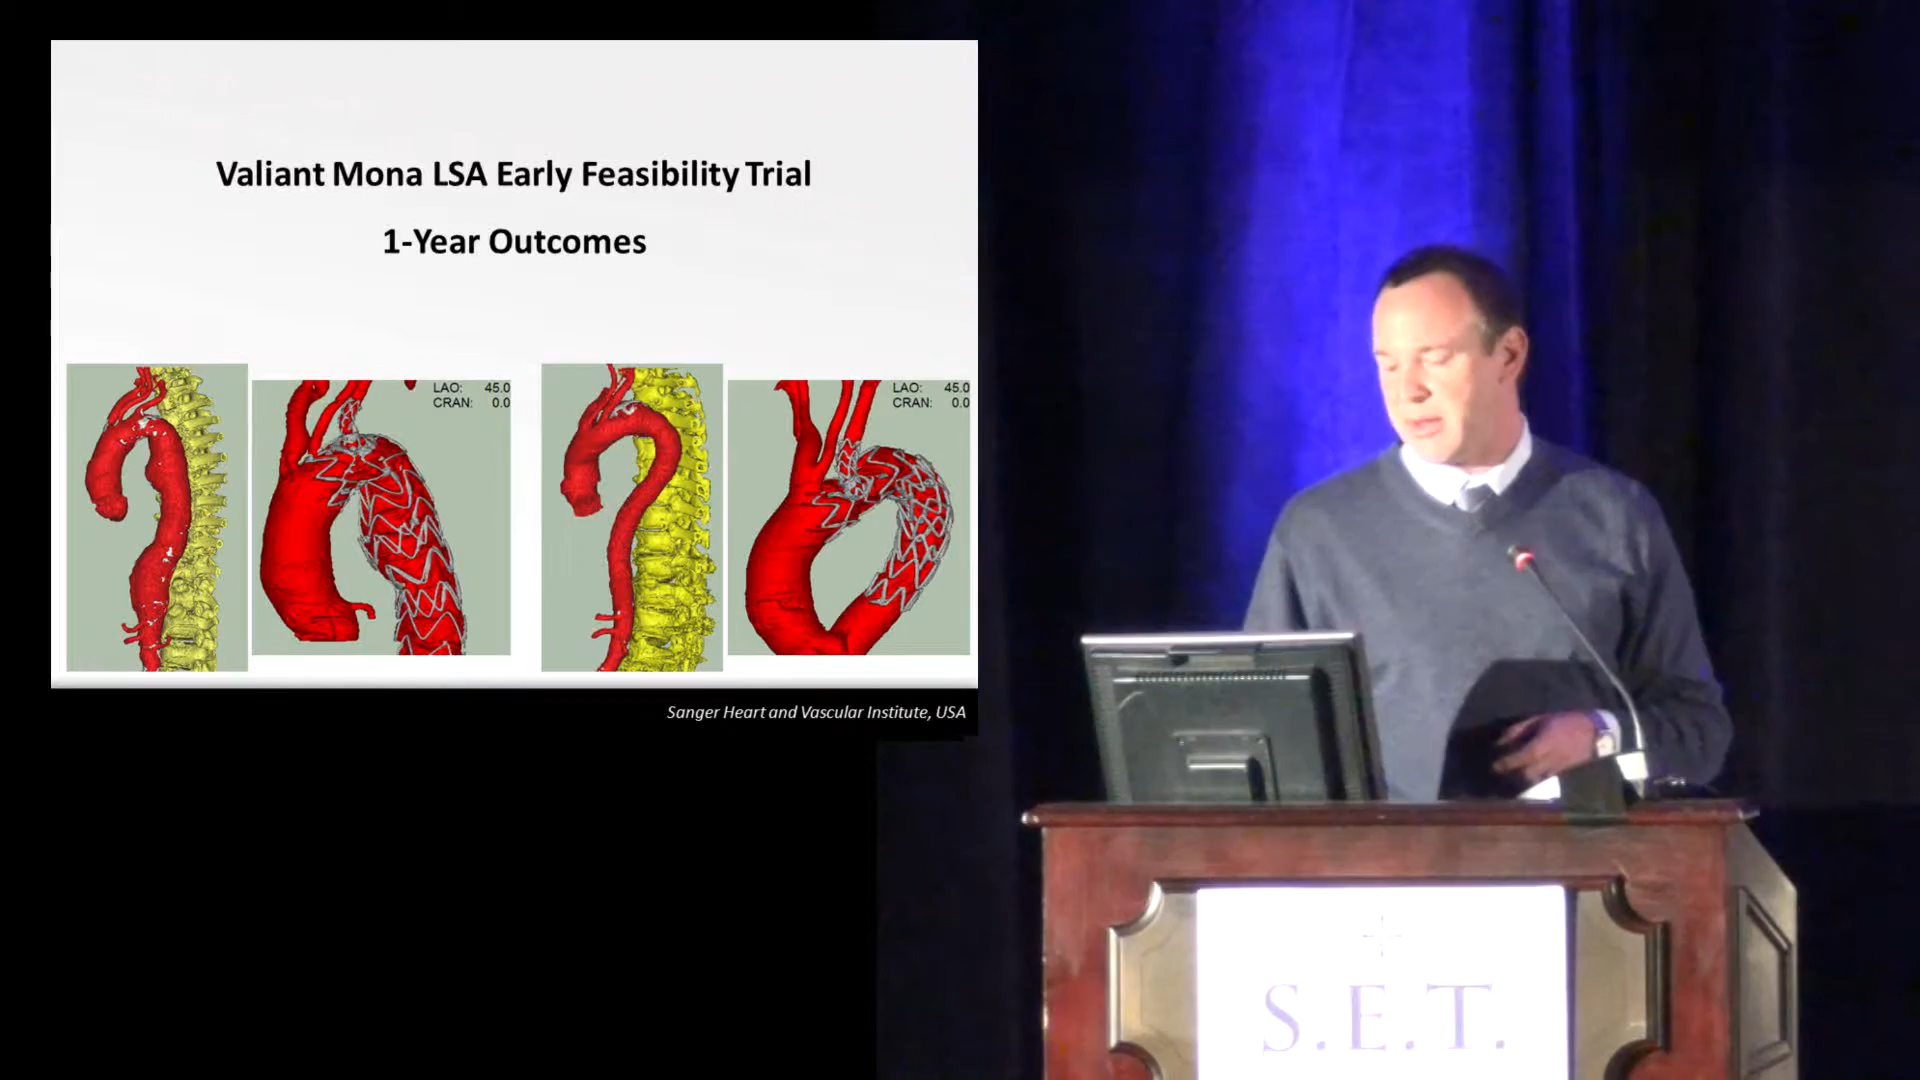 Valiant Mona LSA Early Feasibility Trial
1-Year Outcomes
LAO: 45.0
CRAN: 0.0
LAO: 45.0
CRAN: 0.0
Sanger Heart and Vascular Institute, USA
S.E.T.